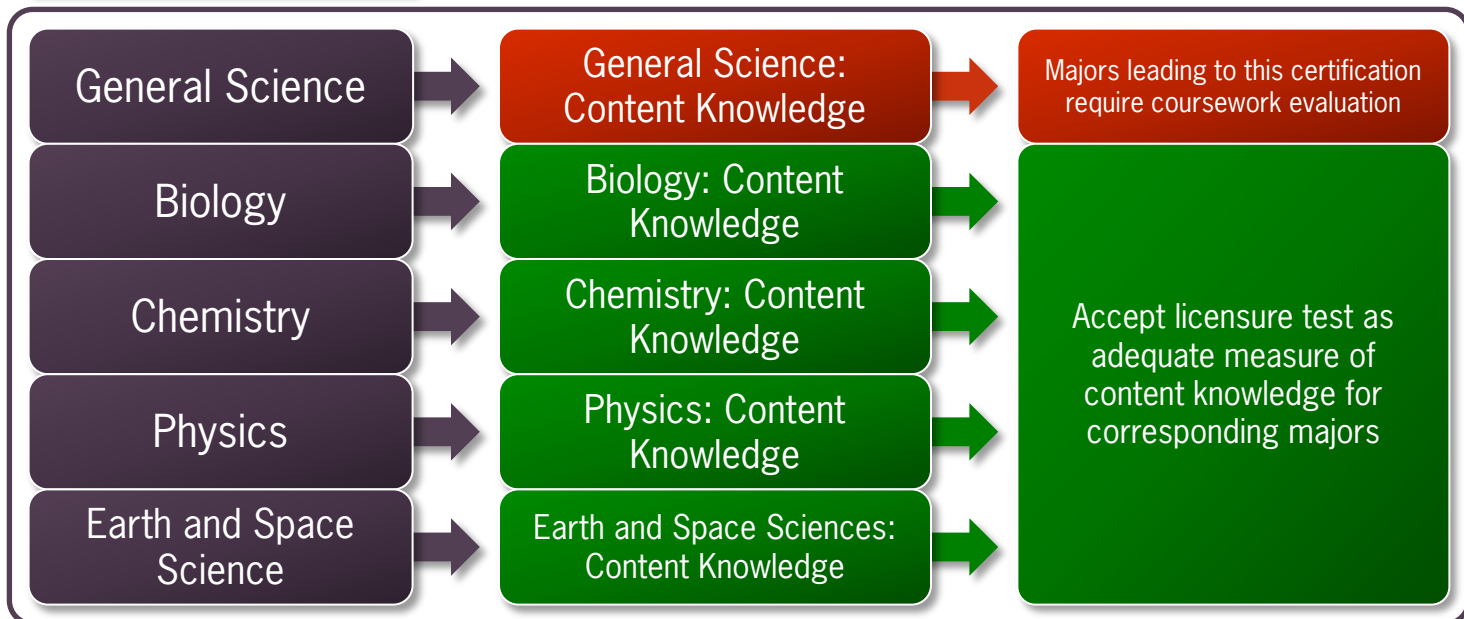 General Science
General Science:
Content Knowledge
Majors leading to this certification
require coursework evaluation
Biology
Biology: Content
Knowledge
Chemistry
Chemistry: Content
Knowledge
Physics
Physics: Content
Knowledge
Earth and Space
Science
Earth and Space Sciences:
Content Knowledge
Accept licensure test as
adequate measure of
content knowledge for
corresponding majors